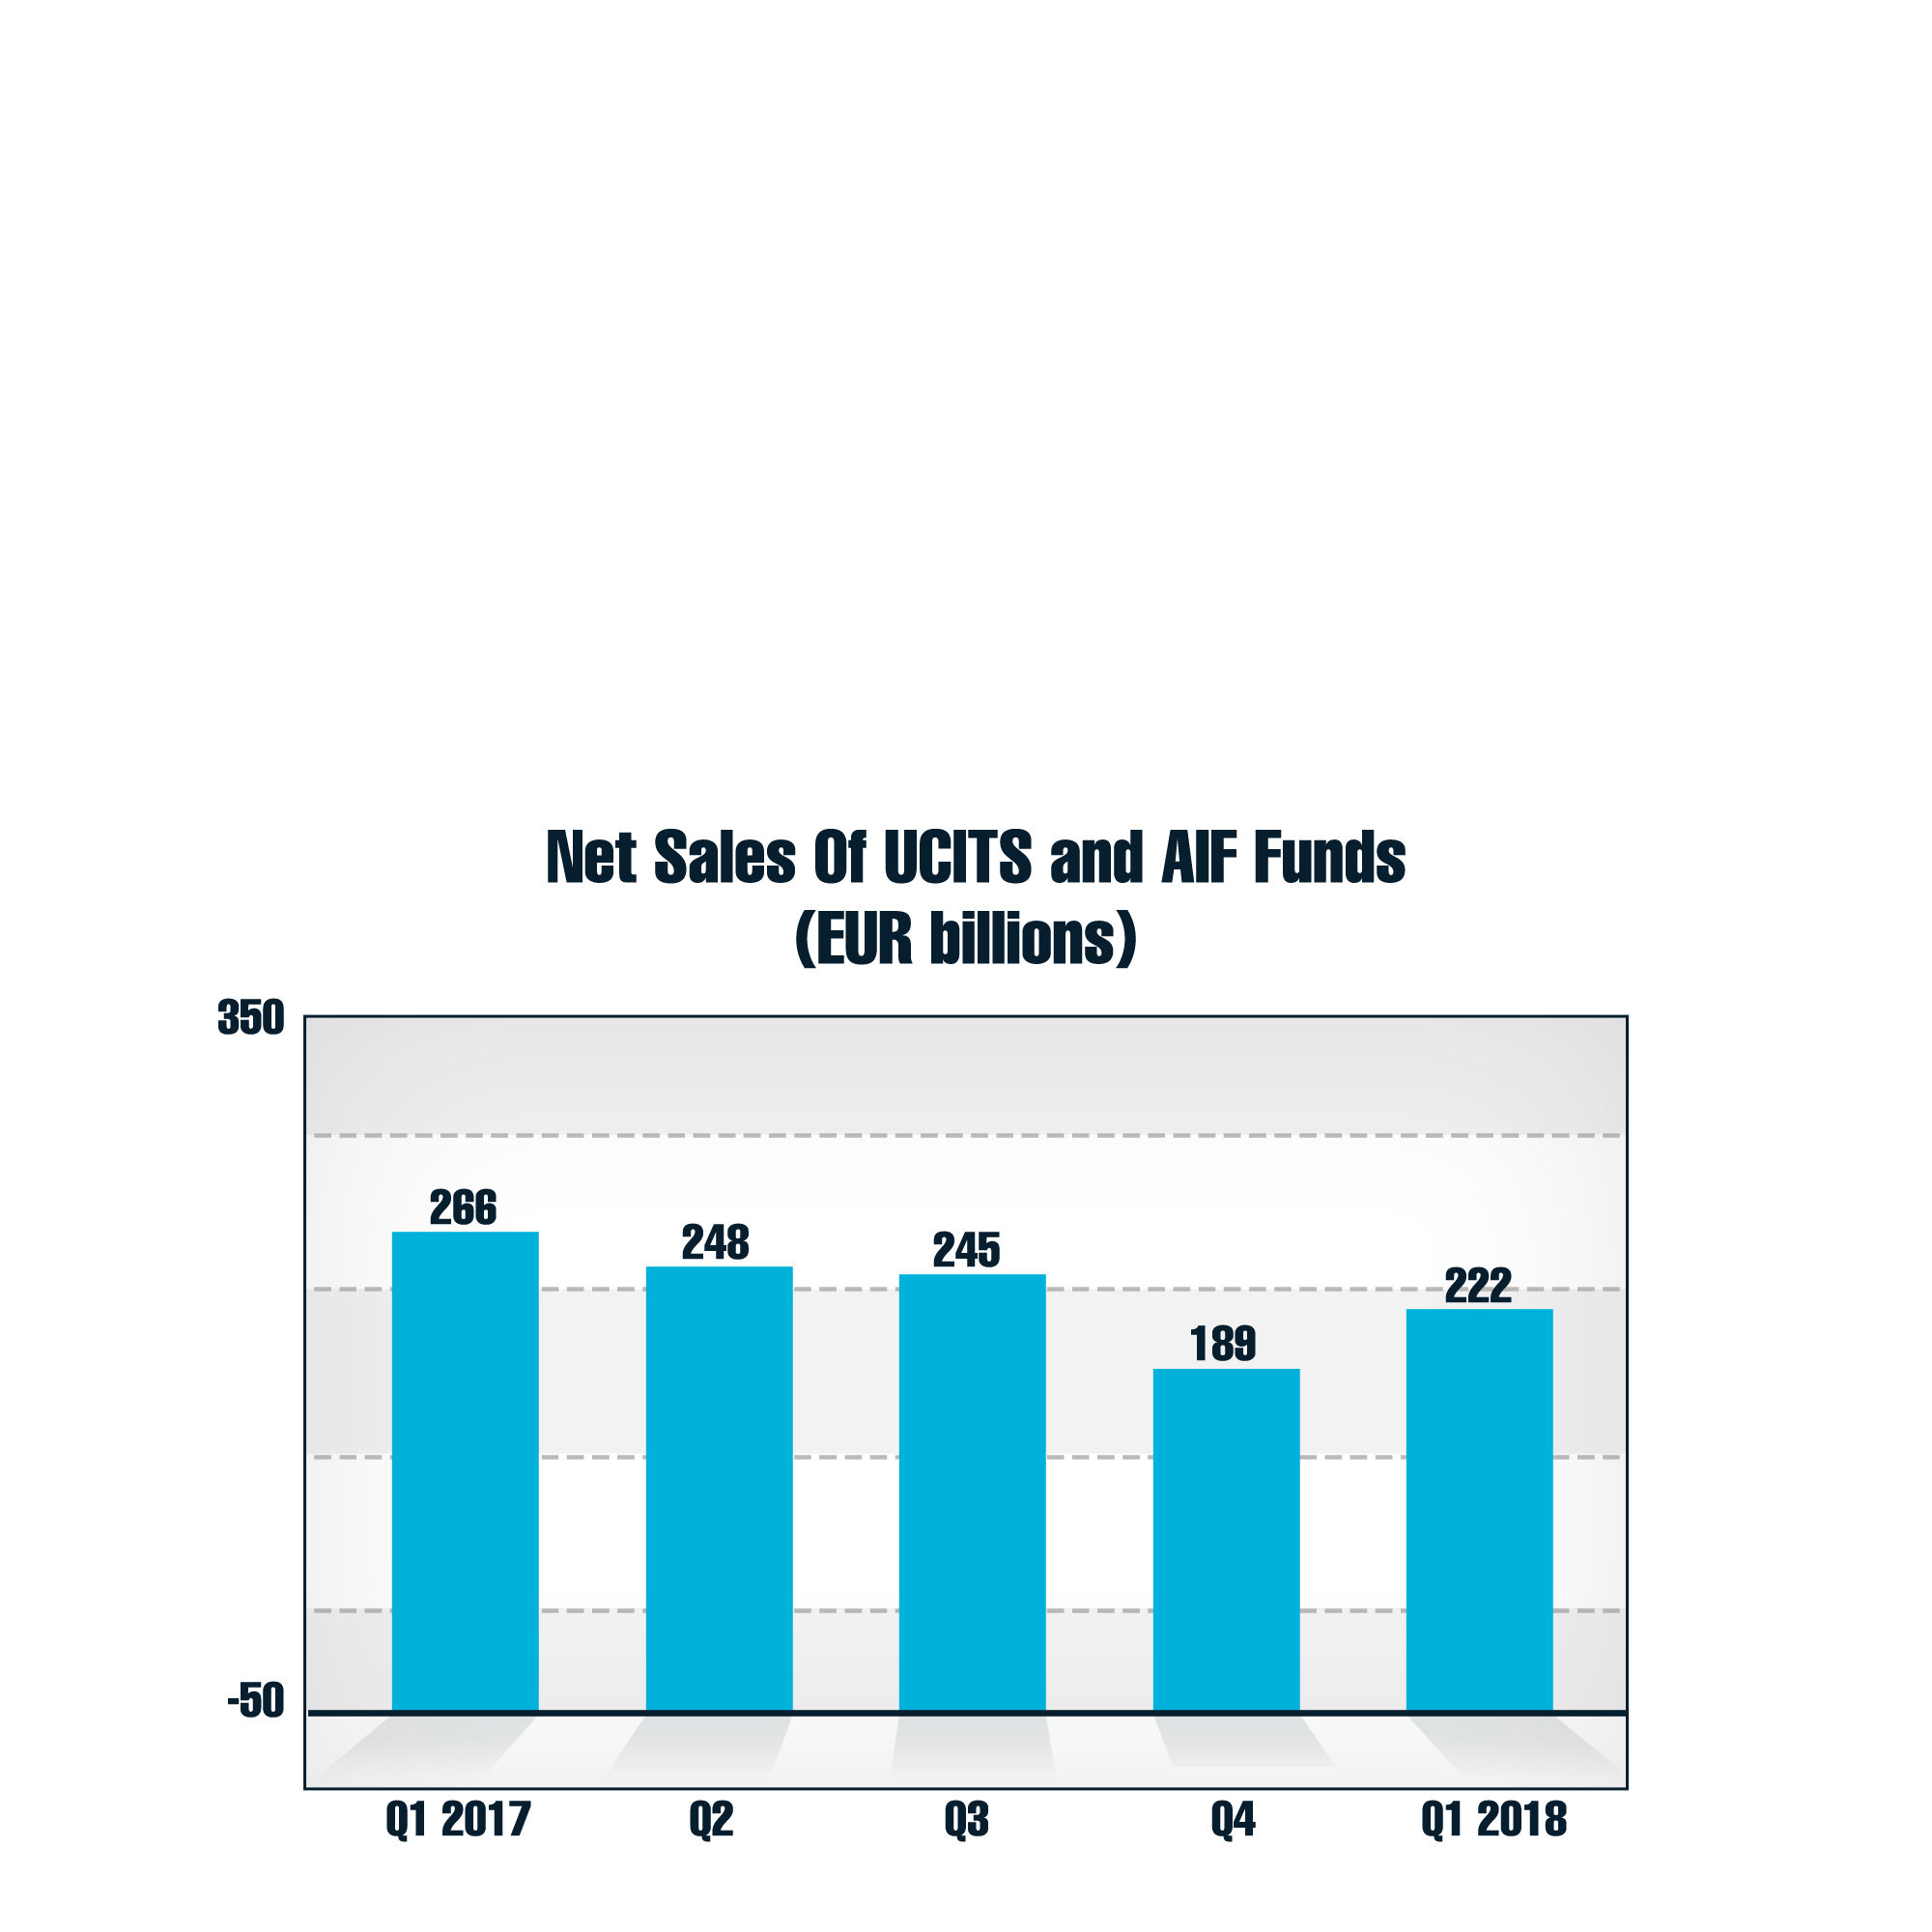 Net Sales Of UCITS and AIF Funds
(EUR billions)
350
266
248
245
189
222
-50
Q1 2017
Q2
Q3
Q4
Q1 2018